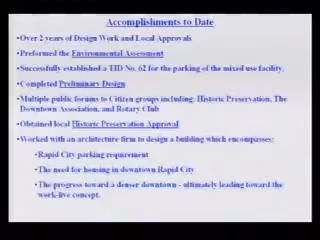 Accomplishments to Date
•Over 2 years of Design Work and Local Approvals
•Preformed the Environmental Assessment
•Successfully established a TID No. 62 for the parking of the mixed use facility.
•Completed Preliminary Design
•Multiple public forums to Citizen groups including: Historic Preservation, The
Downtown Association, and Rotary Club
•Obtained local Historic Preservation Approval
•Worked with an architecture firm to design a building which encompasses:
•Rapid City parking requirement
•The need for housing in downtown Rapid City
•The progress toward a denser downtown - ultimately leading toward the
work-live concept.